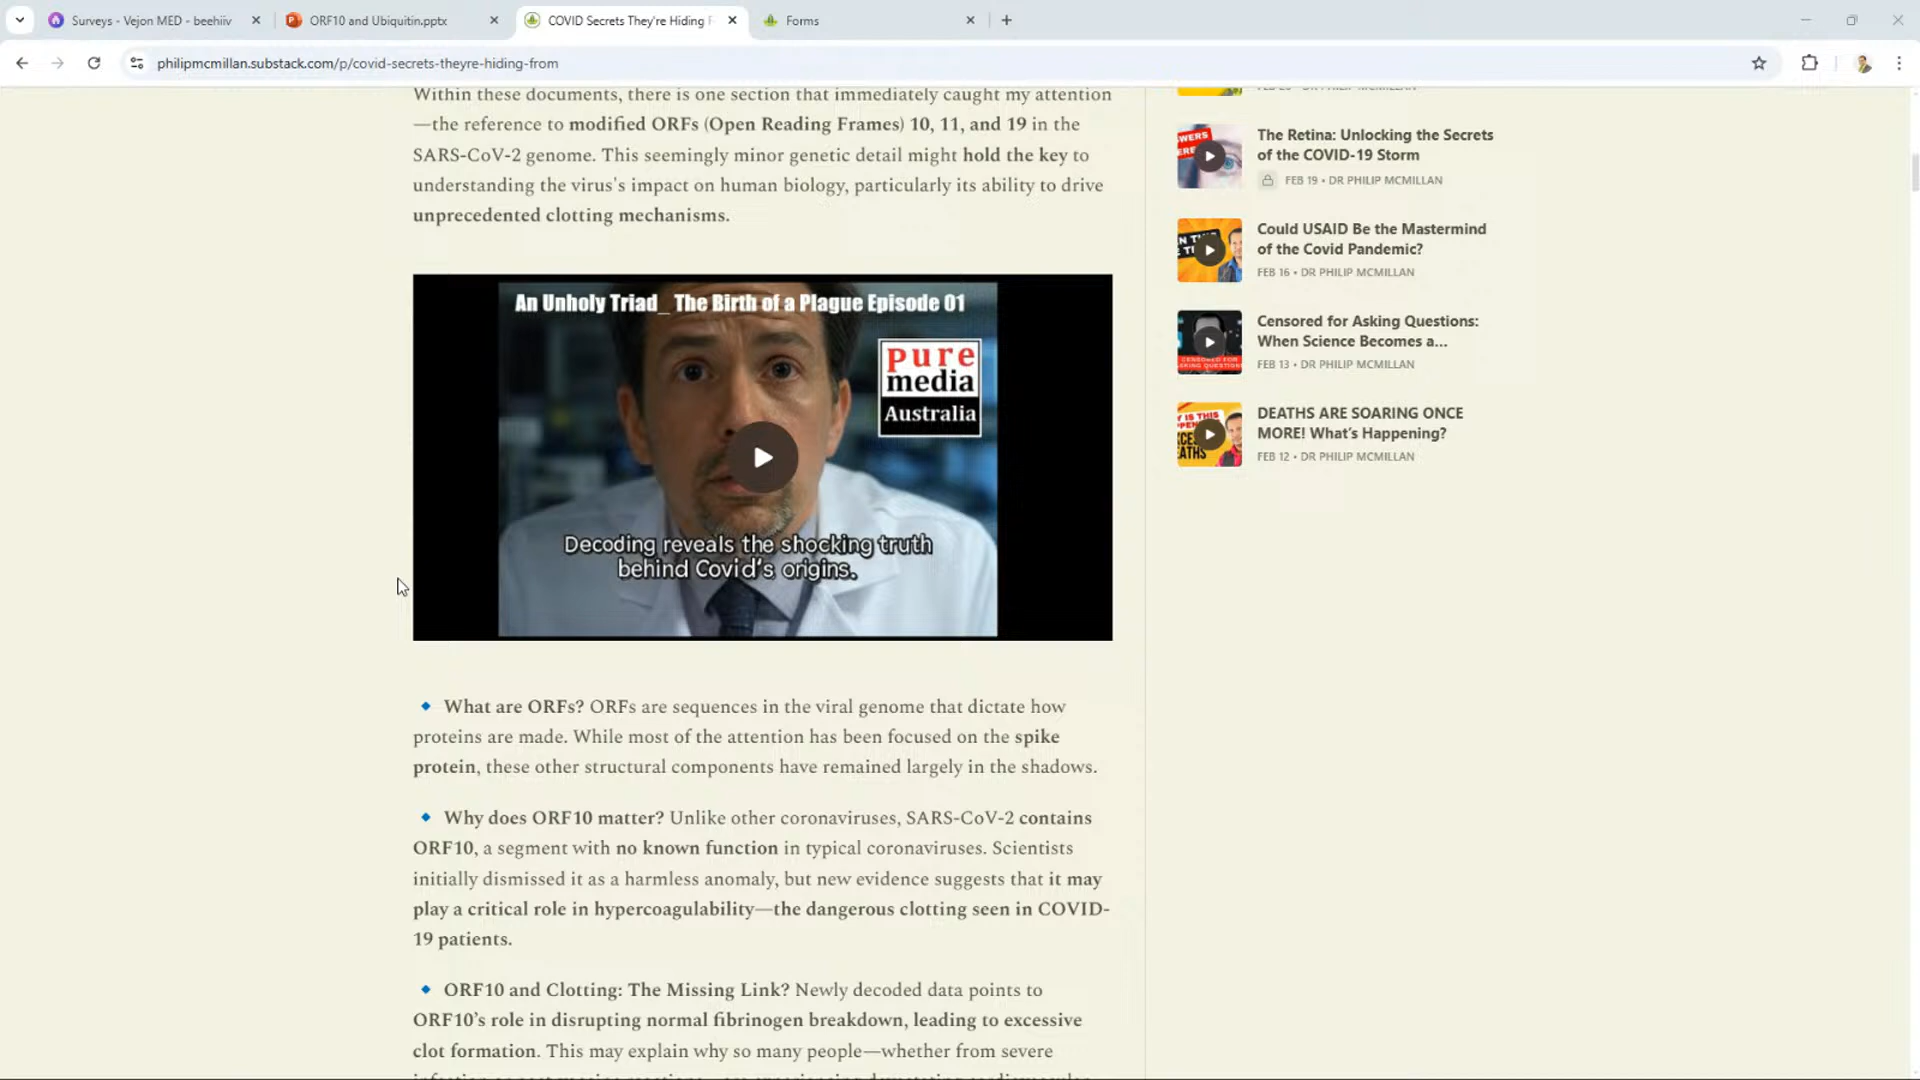 Surveys - Vejon MED - beehiiv
ORF10 and Ubiquitin.pptx
COVID Secrets They're Hiding F
Forms
philipmcmillan.substack.com/p/covid-secrets-theyre-hiding-from
Within these documents, there is one section that immediately caught my attention
—the reference to modified ORFs (Open Reading Frames) 10, 11, and 19 in the
SARS-CoV-2 genome. This seemingly minor genetic detail might hold the key to
understanding the virus's impact on human biology, particularly its ability to drive
unprecedented clotting mechanisms.
An Unholy Triad_ The Birth of a Plague Episode 01
pure
media
Australia
Decoding reveals the shocking truth
behind Covid's origins.
What are ORFs? ORFs are sequences in the viral genome that dictate how
proteins are made. While most of the attention has been focused on the spike
protein, these other structural components have remained largely in the shadows.
Why does ORF10 matter? Unlike other coronaviruses, SARS-CoV-2 contains
ORF10, a segment with no known function in typical coronaviruses. Scientists
initially dismissed it as a harmless anomaly, but new evidence suggests that it may
play a critical role in hypercoagulability—the dangerous clotting seen in COVID-
19 patients.
ORF10 and Clotting: The Missing Link? Newly decoded data points to
ORF10’s role in disrupting normal fibrinogen breakdown, leading to excessive
clot formation. This may explain why so many people—whether from severe
The Retina: Unlocking the Secrets
of the COVID-19 Storm
FEB 19 • DR PHILIP MCMILLAN
Could USAID Be the Mastermind
of the Covid Pandemic?
FEB 16 • DR PHILIP MCMILLAN
Censored for Asking Questions:
When Science Becomes a...
FEB 13 • DR PHILIP MCMILLAN
DEATHS ARE SOARING ONCE
MORE! What's Happening?
FEB 12 • DR PHILIP MCMILLAN